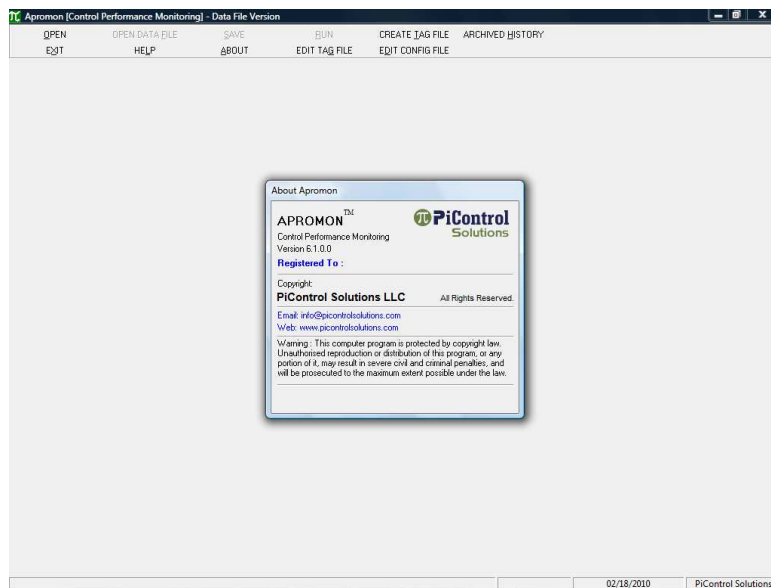 Apromon [Control Performance Monitoring] - Data File Version
OPEN OPEN DATA FILE SAVE RUN CREATE TAG FILE ARCHIVED HISTORY
EXIT HELP ABOUT EDIT TAG FILE EDIT CONFIG FILE
About Apromon
APROMON TM
PiControl
Solutions
Control Performance Monitoring
Version 6.1.0.0
Registered To :
Copyright
PiControl Solutions LLC All Rights Reserved.
Email: info@picontrolsolutions.com
Web: www.picontrolsolutions.com
Warning : This computer program is protected by copyright law.
Unauthorised reproduction or distribution of this program, or any
portion of it, may result in severe civil and criminal penalties, and
will be prosecuted to the maximum extent possible under the law.
02/18/2010 PiControl Solutions